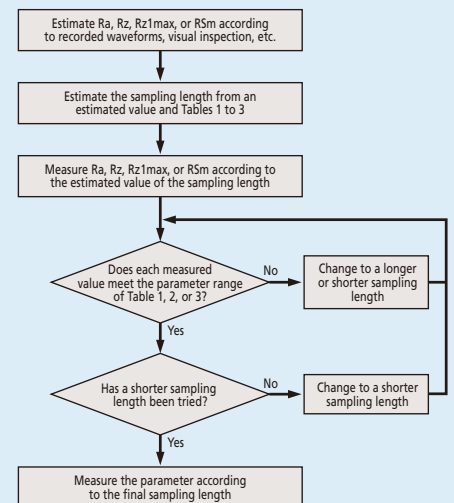 Estimate Ra, Rz, Rz1max, or RSm according
to recorded waveforms, visual inspection, etc.
Estimate the sampling length from an
estimated value and Tables 1 to 3
Measure Ra, Rz, Rz1max, or RSm according to
the estimated value of the sampling length
Does each measured
value meet the parameter range
of Table 1, 2, or 3?
No
Change to a longer
or shorter sampling
length
Yes
Has a shorter sampling
length been tried?
No
Change to a shorter
sampling length
Yes
Measure the parameter according
to the final sampling length